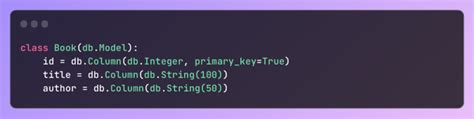 class Book(db.Model):
    id = db.Column(db.Integer, primary_key=True)
    title = db.Column(db.String(100))
    author = db.Column(db.String(50))